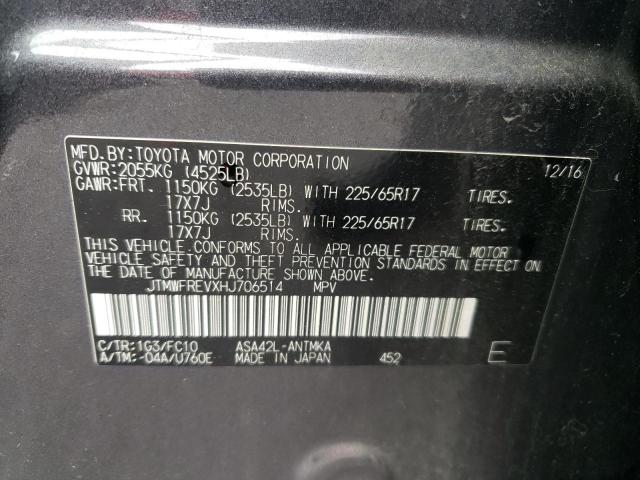 MFD.BY:TOYOTA MOTOR CORPORATION 12/16
GVWR:2055KG (4525LB)
GAWR:FRT. 1150KG (2535LB) WITH 225/65R17 TIRES.
17X7J RIMS.
RR. 1150KG (2535LB) WITH 225/65R17 TIRES.
17X7J RIMS.
THIS VEHICLE CONFORMS TO ALL APPLICABLE FEDERAL MOTOR
VEHICLE SAFETY AND THEFT PREVENTION STANDARDS IN EFFECT ON
THE DATE OF MANUFACTURE SHOWN ABOVE.
JTMWFREVXHJ706514 MPV
C/TR:1G3/FC10 ASA42L-ANTMKA
A/TM:-04A/U760E MADE IN JAPAN 452 E